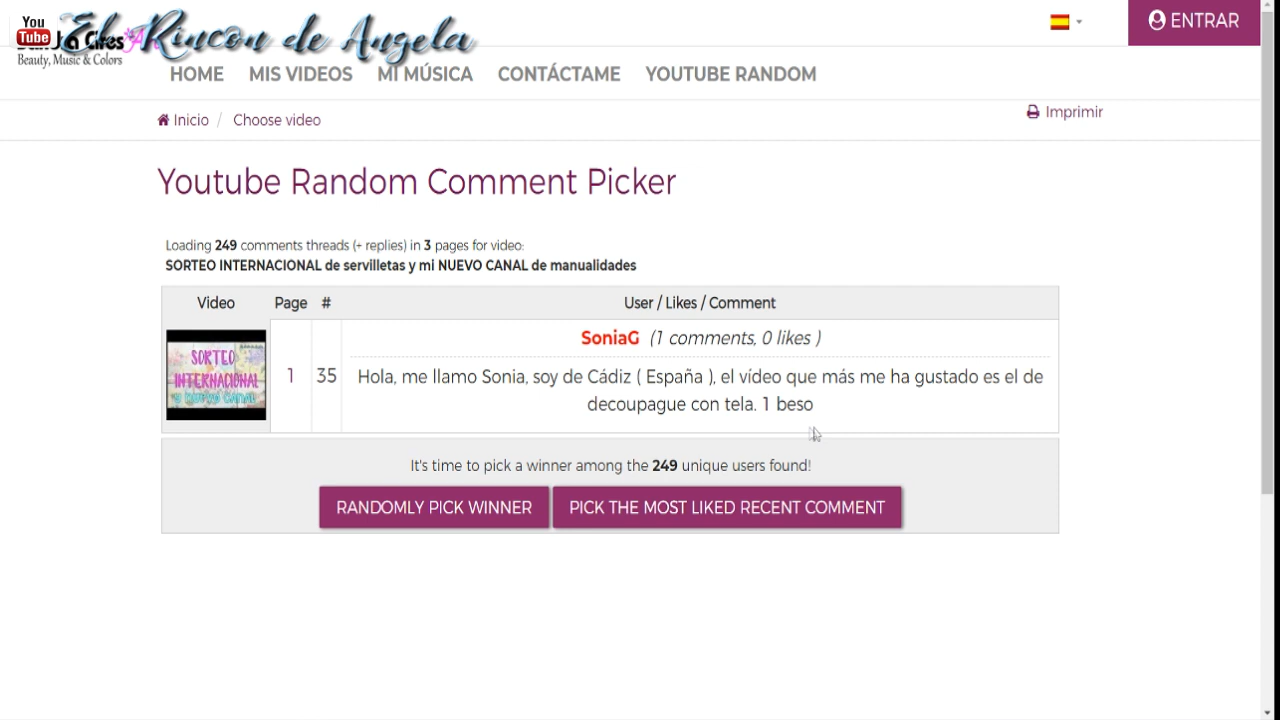 You
Tube
El Rincón de Angela
Beauty, Music & Colors
ENTRAR
HOME MIS VIDEOS MI MÚSICA CONTÁCTAME YOUTUBE RANDOM
Inicio / Choose video
Imprimir
Youtube Random Comment Picker
Loading 249 comments threads (+ replies) in 3 pages for video:
SORTEO INTERNACIONAL de servilletas y mi NUEVO CANAL de manualidades
Video Page # User / Likes / Comment
SORTEO
INTERNACIONAL
y nuevo canal
SoniaG (1 comments, 0 likes )
1 35 Hola, me llamo Sonia, soy de Cádiz ( España ), el vídeo que más me ha gustado es el de
decoupague con tela. 1 beso
It's time to pick a winner among the 249 unique users found!
RANDOMLY PICK WINNER PICK THE MOST LIKED RECENT COMMENT